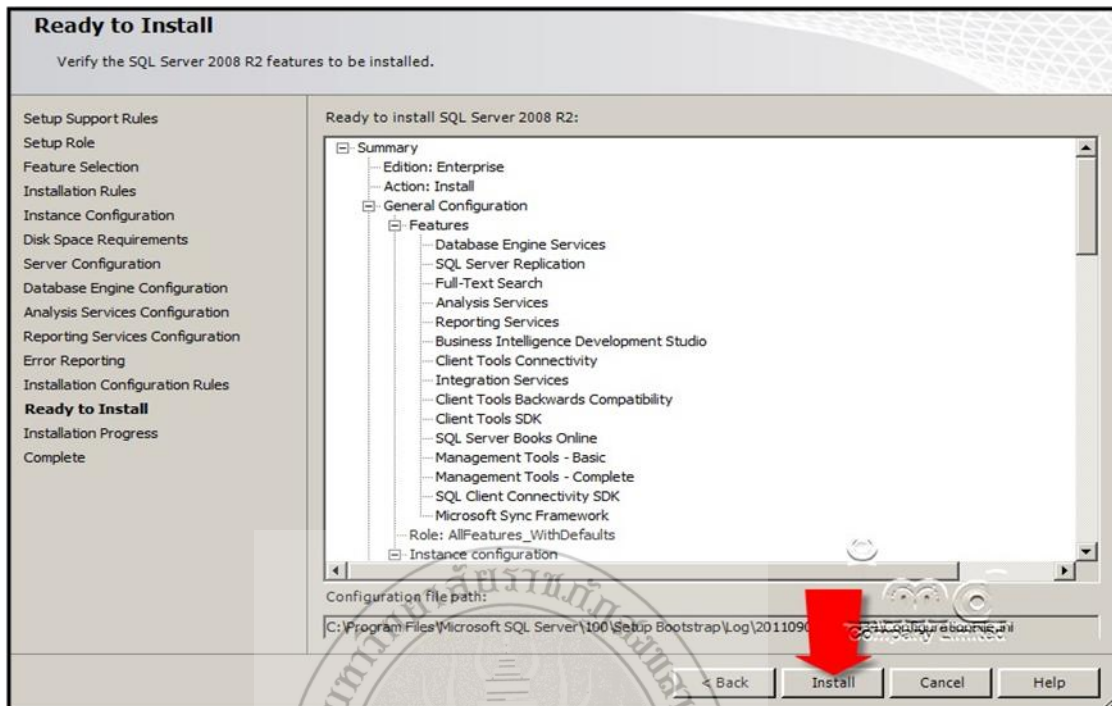 Ready to Install
Verify the SQL Server 2008 R2 features to be installed.
Setup Support Rules
Setup Role
Feature Selection
Installation Rules
Instance Configuration
Disk Space Requirements
Server Configuration
Database Engine Configuration
Analysis Services Configuration
Reporting Services Configuration
Error Reporting
Installation Configuration Rules
Ready to Install
Installation Progress
Complete
Ready to install SQL Server 2008 R2:
Summary
Edition: Enterprise
Action: Install
General Configuration
Features
Database Engine Services
SQL Server Replication
Full-Text Search
Analysis Services
Reporting Services
Business Intelligence Development Studio
Client Tools Connectivity
Integration Services
Client Tools Backwards Compatibility
Client Tools SDK
SQL Server Books Online
Management Tools - Basic
Management Tools - Complete
SQL Client Connectivity SDK
Microsoft Sync Framework
Role: AllFeatures_WithDefaults
Instance configuration
Configuration file path:
C:\Program Files\Microsoft SQL Server\100\Setup Bootstrap\Log\2011090
\ConfigurationFile.ini
Company Limited
< Back
Install
Cancel
Help